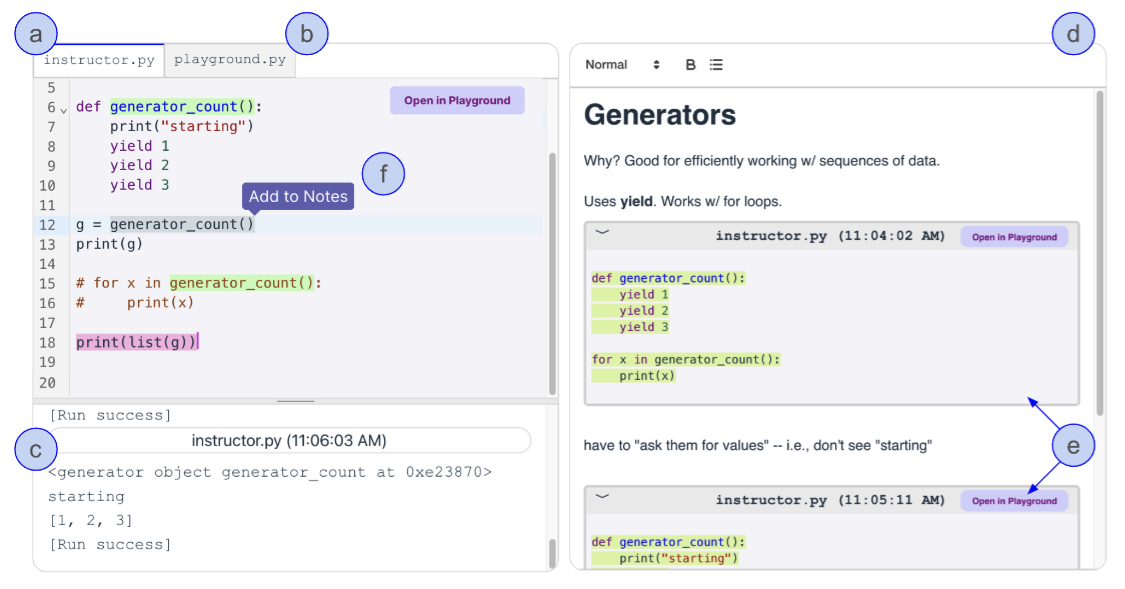 a
b
d
instructor.py
playground.py
Normal
B
5
6 def generator_count():
Open in Playground
7 print("starting")
8 yield 1
9 yield 2
10 yield 3
f
11
Add to Notes
12 g = generator_count()
13 print(g)
14
15 # for x in generator_count():
16 # print(x)
17
18 print(list(g))
19
20
[Run success]
c
instructor.py (11:06:03 AM)
<generator object generator_count at 0xe23870>
starting
[1, 2, 3]
[Run success]
Generators
Why? Good for efficiently working w/ sequences of data.
Uses yield. Works w/ for loops.
instructor.py (11:04:02 AM)
Open in Playground
def generator_count():
yield 1
yield 2
yield 3
for x in generator_count():
print(x)
have to "ask them for values" -- i.e., don't see "starting"
e
instructor.py (11:05:11 AM)
Open in Playground
def generator_count():
print("starting")